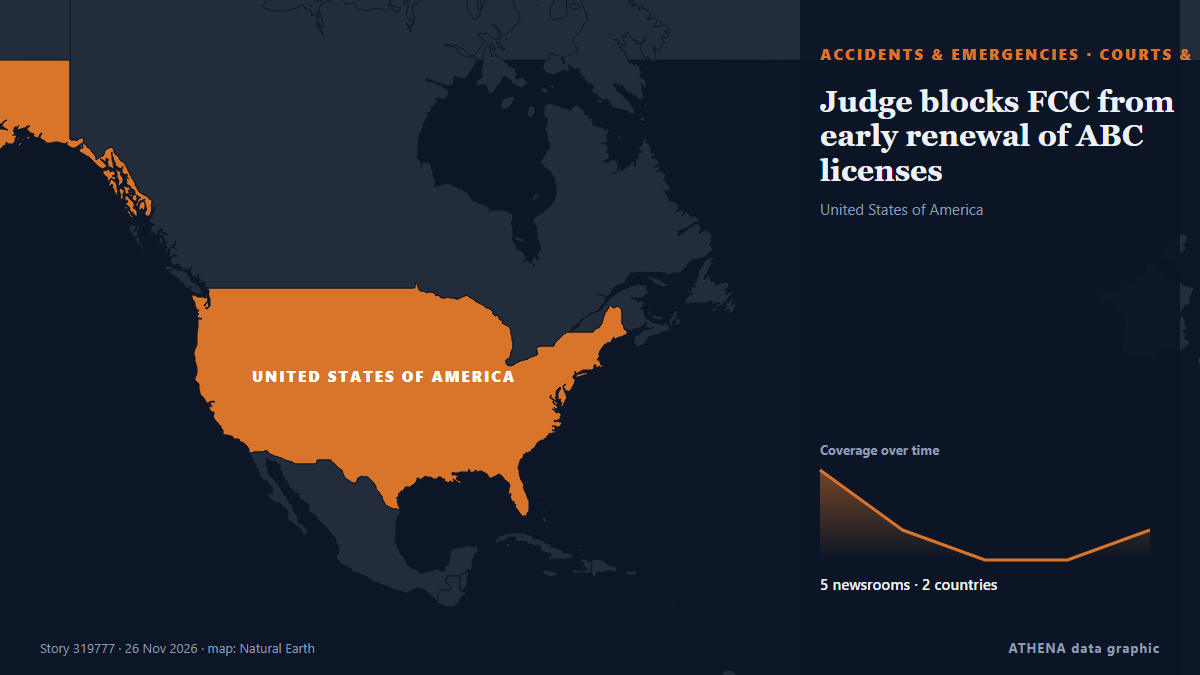 ACCIDENTS & EMERGENCIES · COURTS &
Judge blocks FCC from
early renewal of ABC
licenses
United States of America
UNITED STATES OF AMERICA
Coverage over time
5 newsrooms · 2 countries
Story 319777 · 26 Nov 2026 · map: Natural Earth
ATHENA data graphic